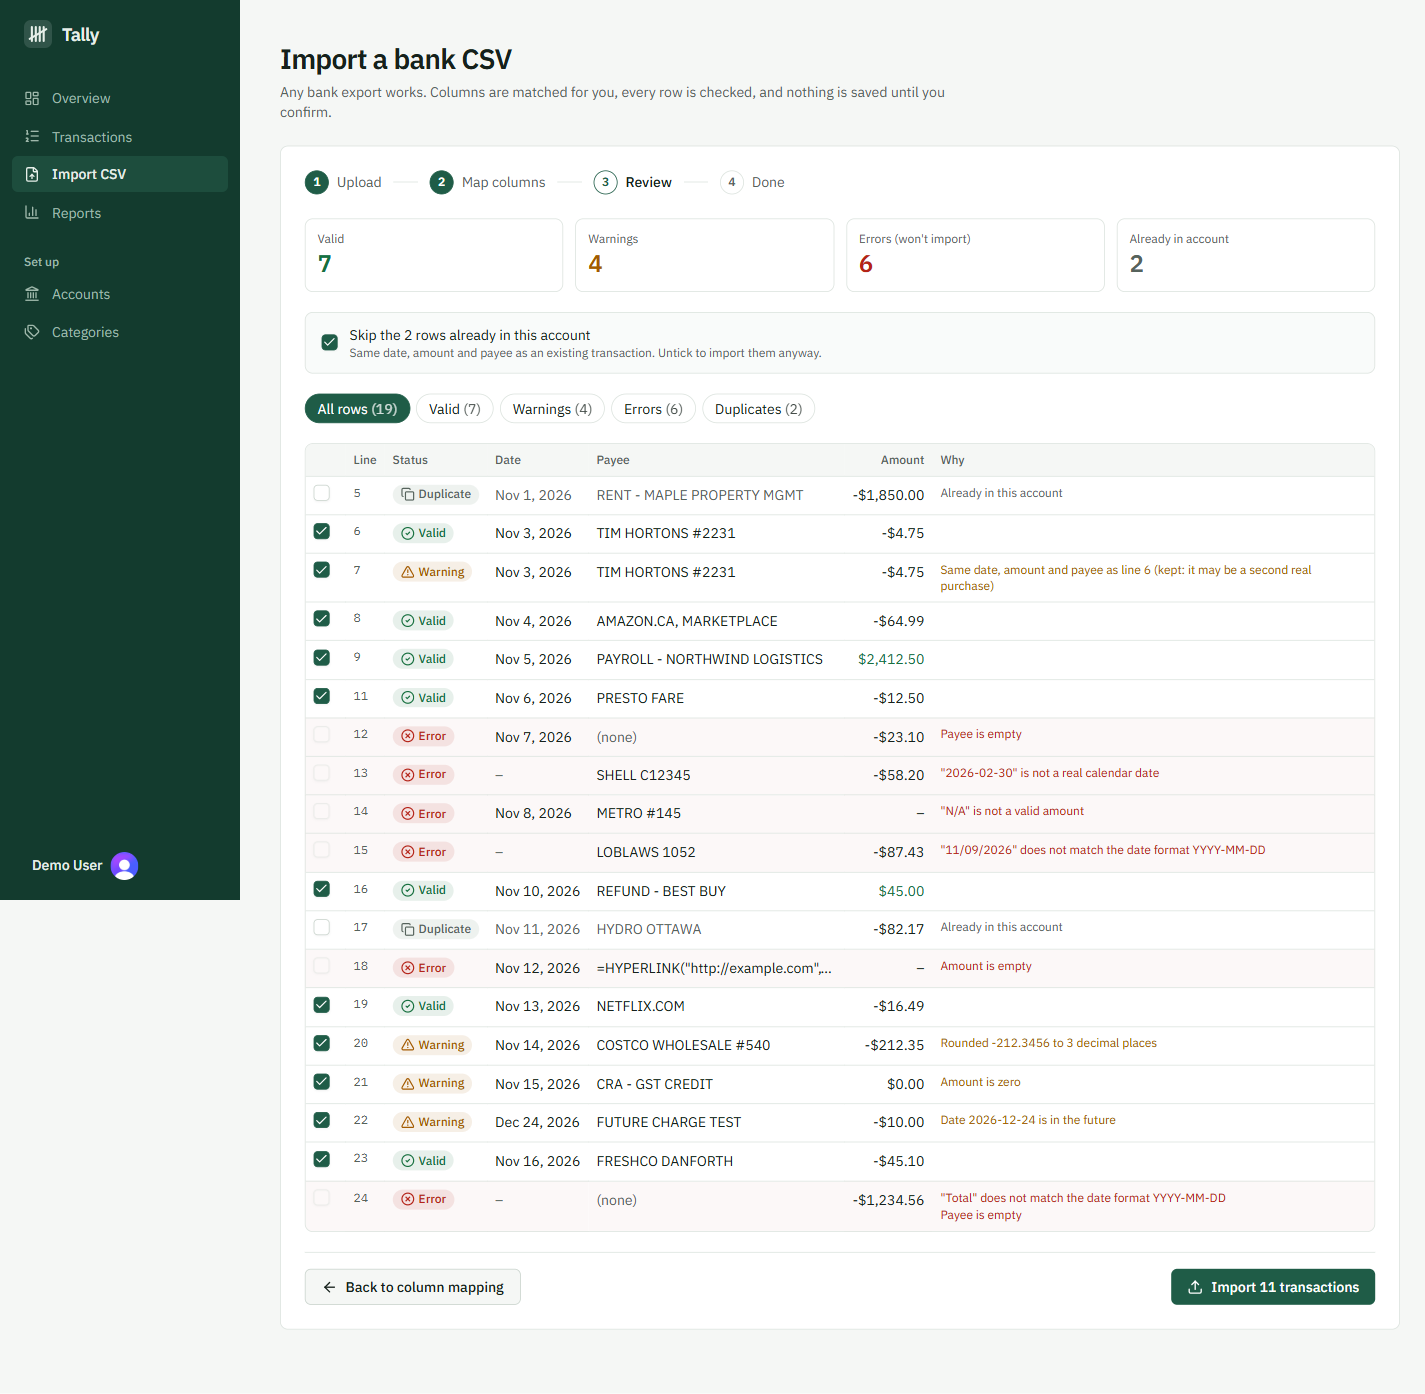 Tally
Overview
Transactions
Import CSV
Reports
Set up
Accounts
Categories
Demo User
Import a bank CSV
Any bank export works. Columns are matched for you, every row is checked, and nothing is saved until you
confirm.
1 Upload 2 Map columns 3 Review 4 Done
Valid
7
Warnings
4
Errors (won't import)
6
Already in account
2
Skip the 2 rows already in this account
Same date, amount and payee as an existing transaction. Untick to import them anyway.
All rows (19) Valid (7) Warnings (4) Errors (6) Duplicates (2)
Line Status Date Payee Amount Why
5 Duplicate Nov 1, 2026 RENT - MAPLE PROPERTY MGMT -$1,850.00 Already in this account
6 Valid Nov 3, 2026 TIM HORTONS #2231 -$4.75
7 Warning Nov 3, 2026 TIM HORTONS #2231 -$4.75 Same date, amount and payee as line 6 (kept: it may be a second real
purchase)
8 Valid Nov 4, 2026 AMAZON.CA, MARKETPLACE -$64.99
9 Valid Nov 5, 2026 PAYROLL - NORTHWIND LOGISTICS $2,412.50
11 Valid Nov 6, 2026 PRESTO FARE -$12.50
12 Error Nov 7, 2026 (none) -$23.10 Payee is empty
13 Error – SHELL C12345 -$58.20 "2026-02-30" is not a real calendar date
14 Error Nov 8, 2026 METRO #145 – "N/A" is not a valid amount
15 Error – LOBLAWS 1052 -$87.43 "11/09/2026" does not match the date format YYYY-MM-DD
16 Valid Nov 10, 2026 REFUND - BEST BUY $45.00
17 Duplicate Nov 11, 2026 HYDRO OTTAWA -$82.17 Already in this account
18 Error Nov 12, 2026 =HYPERLINK("http://example.com",... – Amount is empty
19 Valid Nov 13, 2026 NETFLIX.COM -$16.49
20 Warning Nov 14, 2026 COSTCO WHOLESALE #540 -$212.35 Rounded -212.3456 to 3 decimal places
21 Warning Nov 15, 2026 CRA - GST CREDIT $0.00 Amount is zero
22 Warning Dec 24, 2026 FUTURE CHARGE TEST -$10.00 Date 2026-12-24 is in the future
23 Valid Nov 16, 2026 FRESHCO DANFORTH -$45.10
24 Error – (none) -$1,234.56 "Total" does not match the date format YYYY-MM-DD
Payee is empty
Back to column mapping
Import 11 transactions